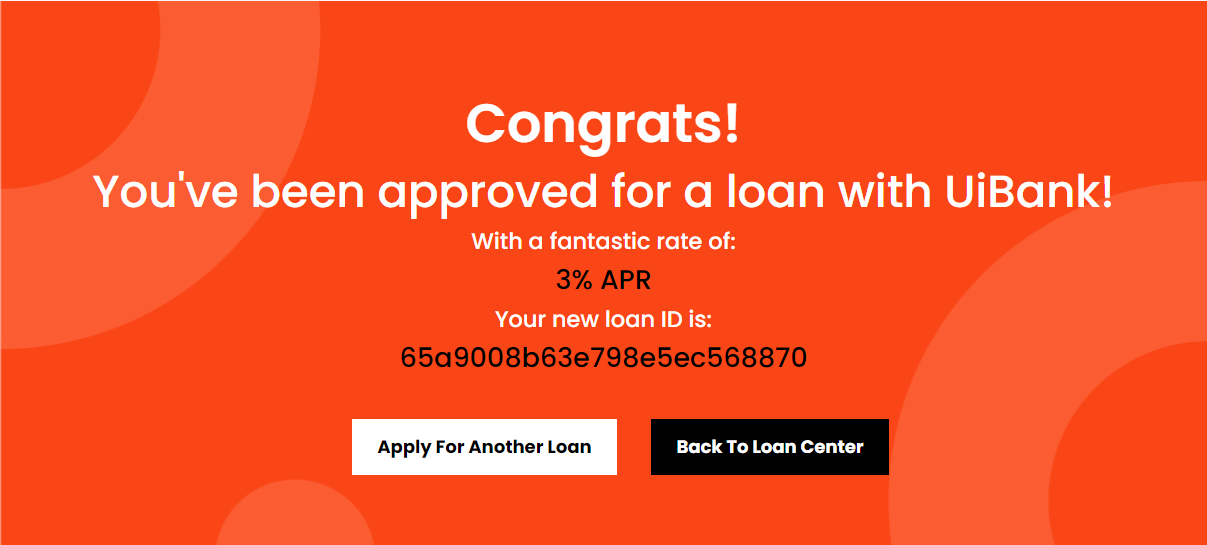 Congrats!
You've been approved for a loan with UiBank!
With a fantastic rate of:
3% APR
Your new loan ID is:
65a9008b63e798e5ec568870
Apply For Another Loan
Back To Loan Center